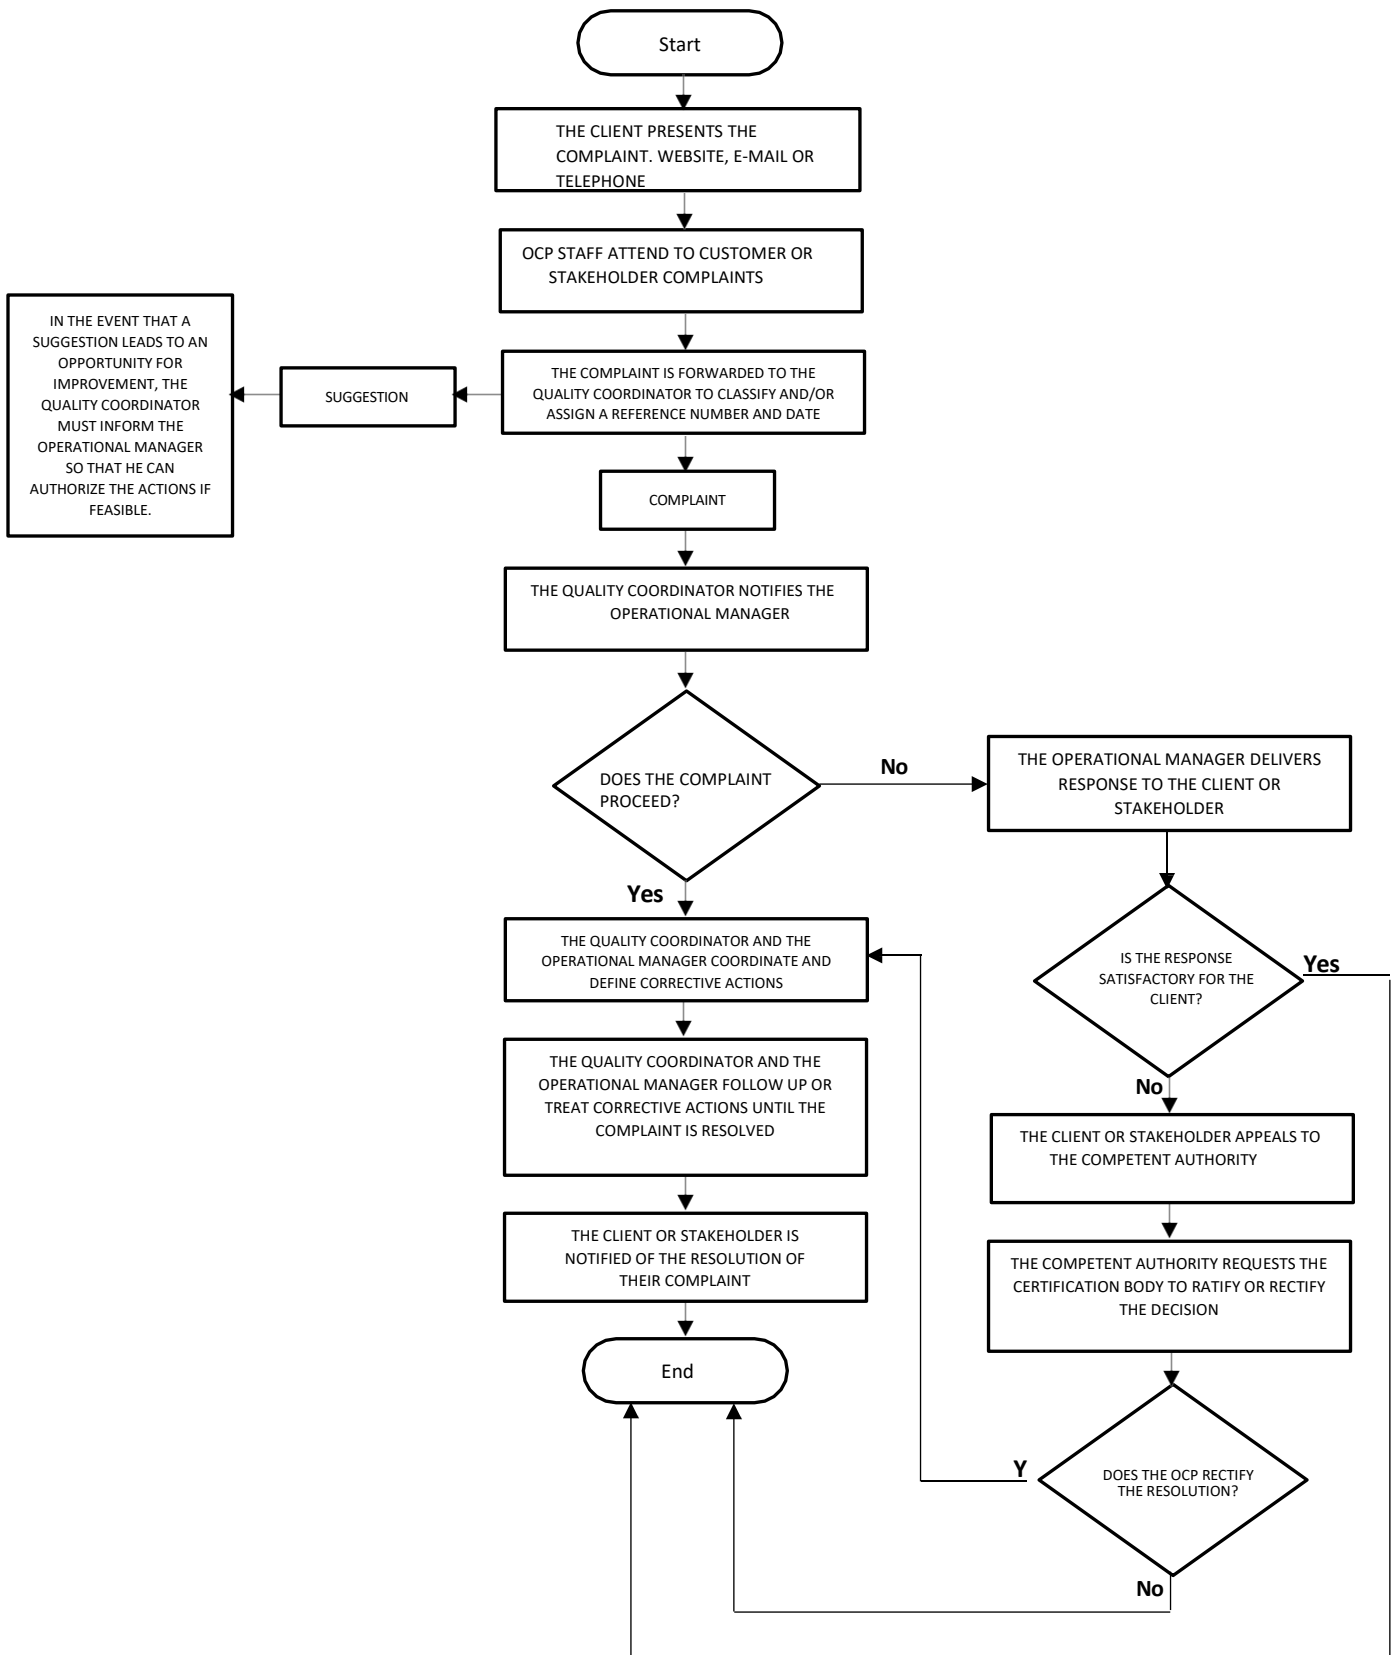 Start
THE CLIENT PRESENTS THE
COMPLAINT. WEBSITE, E-MAIL OR
TELEPHONE
OCP STAFF ATTEND TO CUSTOMER OR
STAKEHOLDER COMPLAINTS
IN THE EVENT THAT A
SUGGESTION LEADS TO AN
OPPORTUNITY FOR
IMPROVEMENT, THE
QUALITY COORDINATOR
MUST INFORM THE
OPERATIONAL MANAGER
SO THAT HE CAN
AUTHORIZE THE ACTIONS IF
FEASIBLE.
SUGGESTION
THE COMPLAINT IS FORWARDED TO THE
QUALITY COORDINATOR TO CLASSIFY AND/OR
ASSIGN A REFERENCE NUMBER AND DATE
COMPLAINT
THE QUALITY COORDINATOR NOTIFIES THE
OPERATIONAL MANAGER
DOES THE COMPLAINT
PROCEED?
No
THE OPERATIONAL MANAGER DELIVERS
RESPONSE TO THE CLIENT OR
STAKEHOLDER
Yes
THE QUALITY COORDINATOR AND THE
OPERATIONAL MANAGER COORDINATE AND
DEFINE CORRECTIVE ACTIONS
IS THE RESPONSE
SATISFACTORY FOR THE
CLIENT?
Yes
THE QUALITY COORDINATOR AND THE
OPERATIONAL MANAGER FOLLOW UP OR
TREAT CORRECTIVE ACTIONS UNTIL THE
COMPLAINT IS RESOLVED
No
THE CLIENT OR STAKEHOLDER APPEALS TO
THE COMPETENT AUTHORITY
THE CLIENT OR STAKEHOLDER IS
NOTIFIED OF THE RESOLUTION OF
THEIR COMPLAINT
THE COMPETENT AUTHORITY REQUESTS THE
CERTIFICATION BODY TO RATIFY OR RECTIFY
THE DECISION
End
Y
DOES THE OCP RECTIFY
THE RESOLUTION?
No